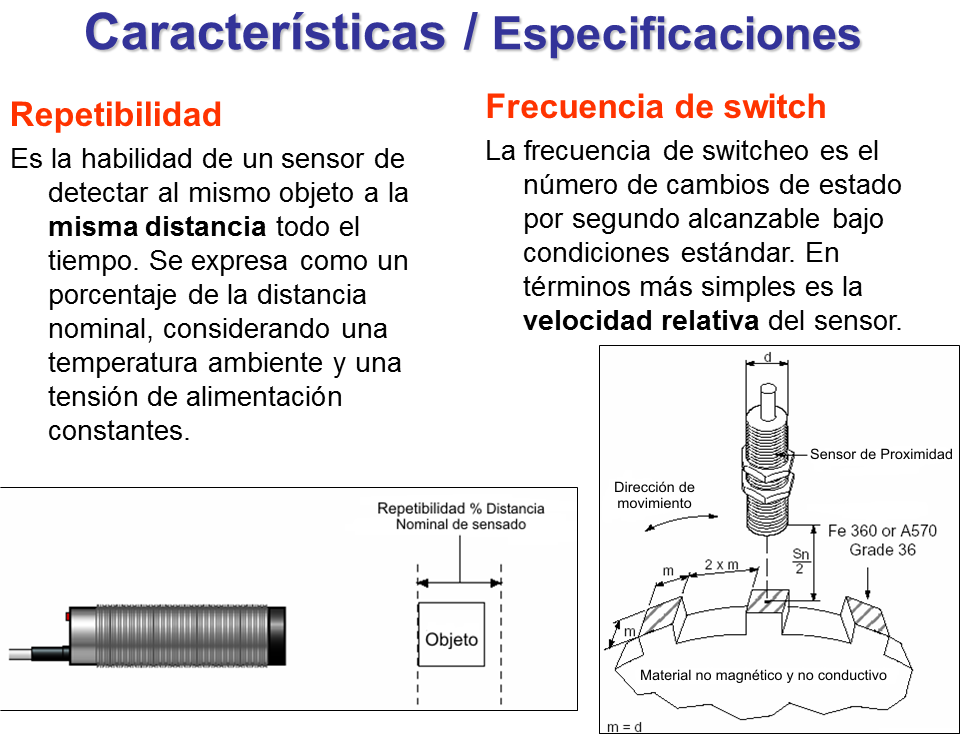 Características / Especificaciones
Repetibilidad
Es la habilidad de un sensor de
detectar al mismo objeto a la
misma distancia todo el
tiempo. Se expresa como un
porcentaje de la distancia
nominal, considerando una
temperatura ambiente y una
tensión de alimentación
constantes.
Repetibilidad % Distancia
Nominal de sensado
Objeto
Frecuencia de switch
La frecuencia de switcheo es el
número de cambios de estado
por segundo alcanzable bajo
condiciones estándar. En
términos más simples es la
velocidad relativa del sensor.
d
Sensor de Proximidad
Dirección de
movimiento
Fe 360 or A570
Grade 36
Sn
2
2 x m
m
m
Material no magnético y no conductivo
m = d